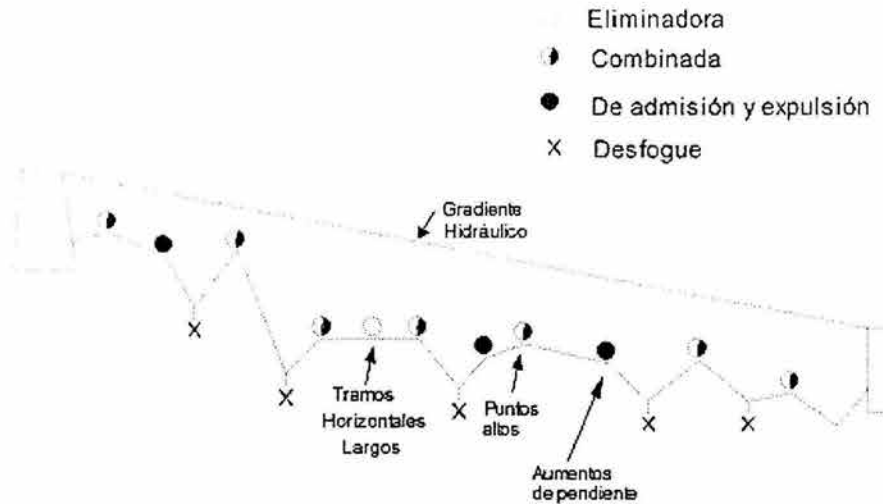 Eliminadora
Combinada
De admisión y expulsión
Desfogue
Gradiente
Hidráulico
Tramos
Horizontales
Largos
Puntos
altos
Aumentos
de pendiente